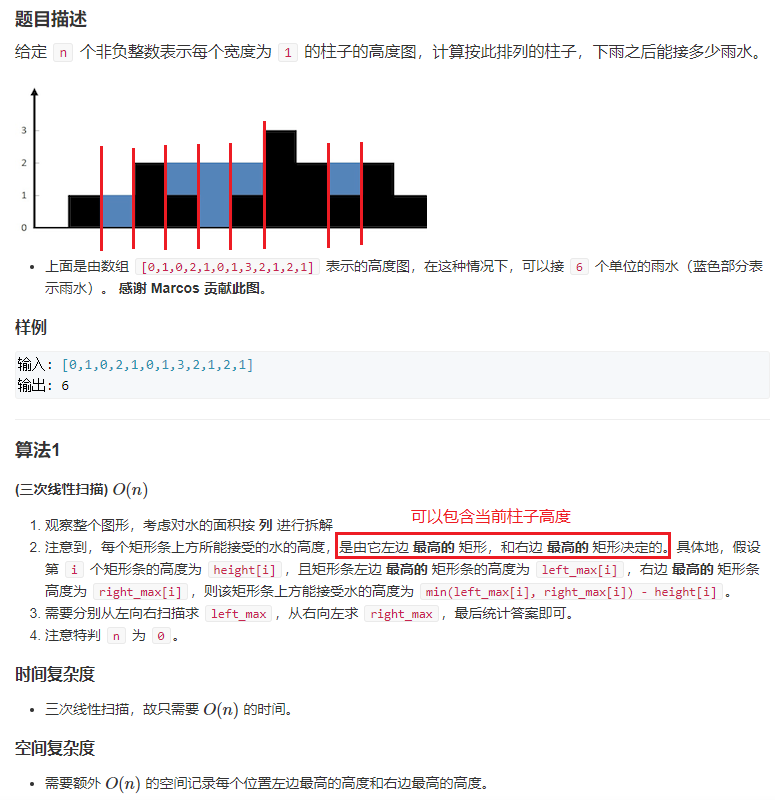 题目描述
给定 n 个非负整数表示每个宽度为 1 的柱子的高度图，计算按此排列的柱子，下雨之后能接多少雨水。
3
2
1
0
• 上面是由数组 [0,1,0,2,1,0,1,3,2,1,2,1] 表示的高度图，在这种情况下，可以接 6 个单位的雨水（蓝色部分表
示雨水）。 感谢 Marcos 贡献此图。
样例
输入: [0,1,0,2,1,0,1,3,2,1,2,1]
输出: 6
算法1
(三次线性扫描) O(n)
可以包含当前柱子高度
1. 观察整个图形，考虑对水的面积按 列 进行拆解
2. 注意到，每个矩形条上方所能接受的水的高度，是由它左边 最高的 矩形，和右边 最高的 矩形决定的。具体地，假设
第 i 个矩形条的高度为 height[i]，且矩形条左边 最高的 矩形条的高度为 left_max[i]，右边 最高的 矩形条
高度为 right_max[i]，则该矩形条上方能接受水的高度为 min(left_max[i], right_max[i]) - height[i]。
3. 需要分别从左向右扫描求 left_max，从右向左求 right_max，最后统计答案即可。
4. 注意特判 n 为 0。
时间复杂度
• 三次线性扫描，故只需要 O(n) 的时间。
空间复杂度
• 需要额外 O(n) 的空间记录每个位置左边最高的高度和右边最高的高度。